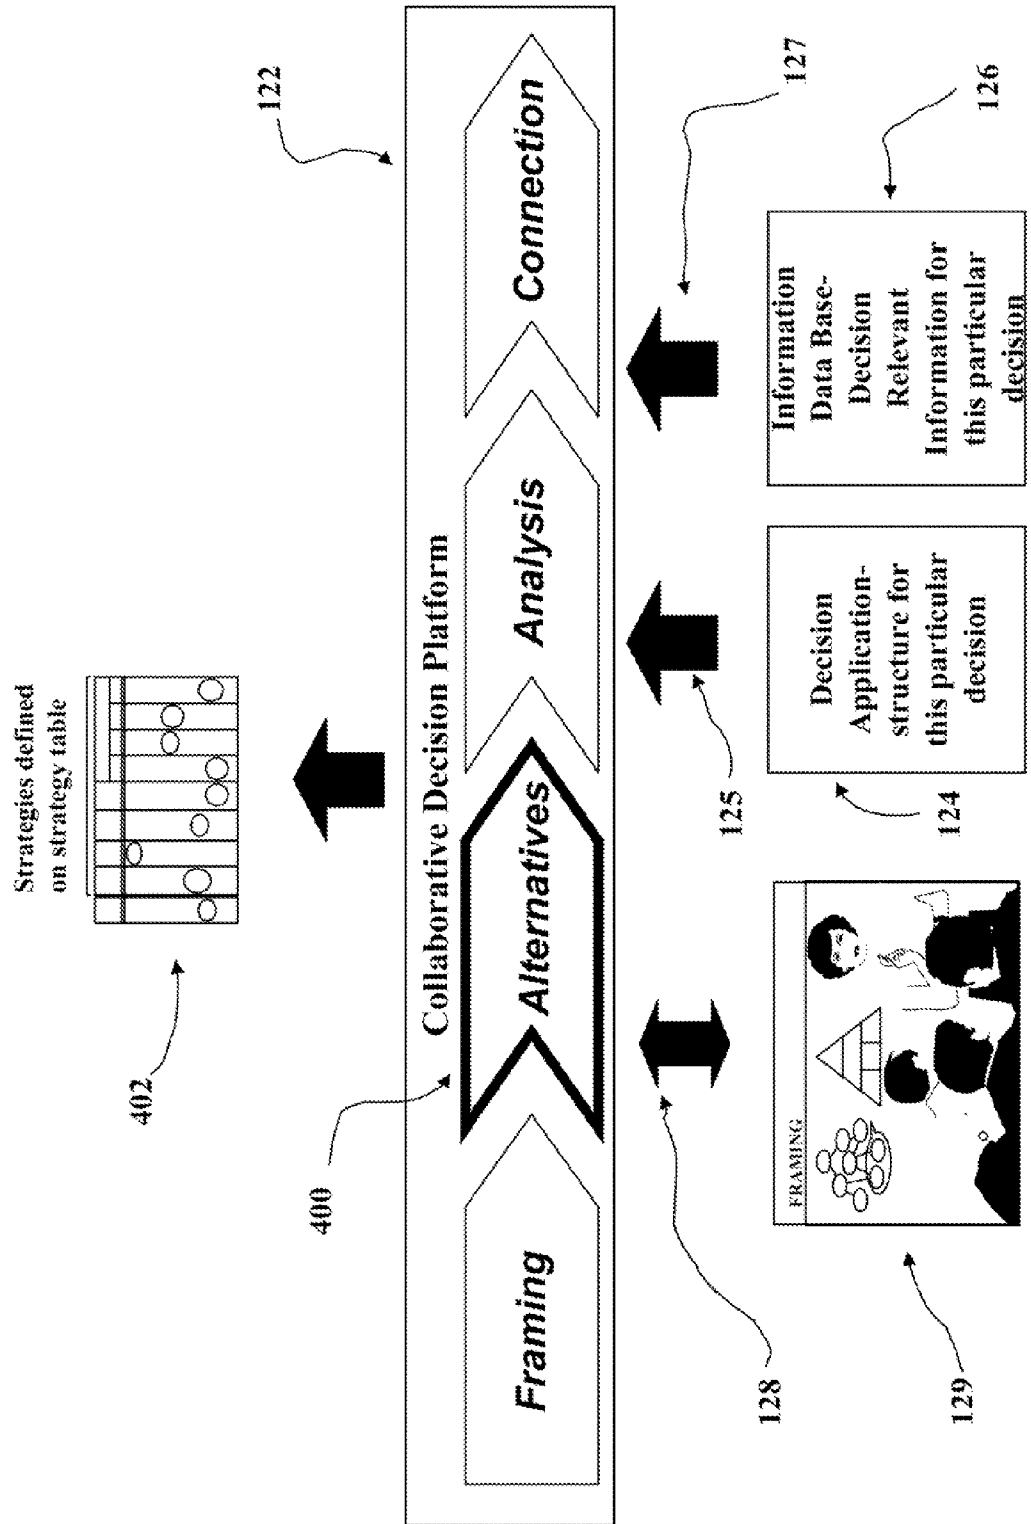 Strategies defined
on strategy table
402
122
400
Collaborative Decision Platform
Framing
Alternatives
Analysis
Connection
128
125
127
FRAMING
129
Decision
Application-
structure for
this particular
decision
124
Information
Data Base-
Decision
Relevant
Information for
this particular
decision
126